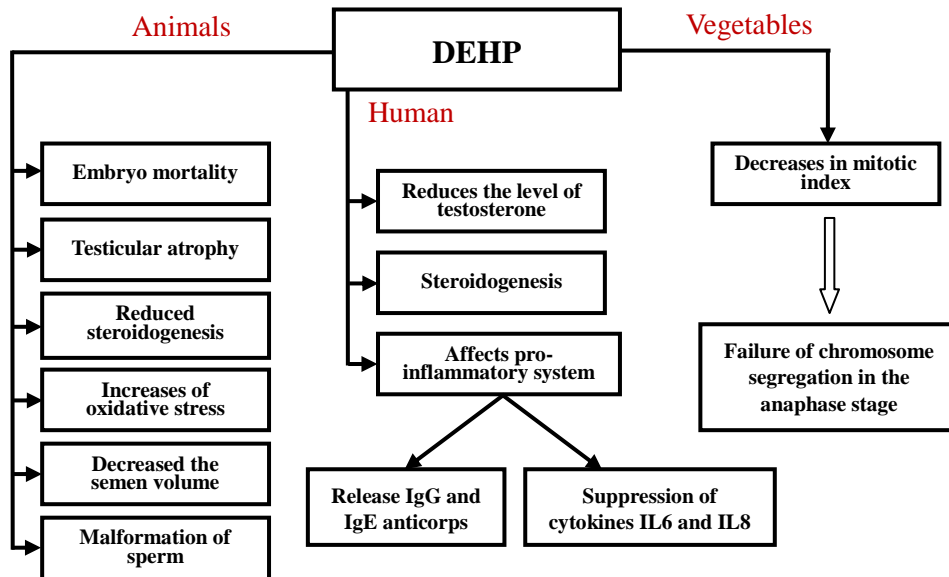 Animals
DEHP
Vegetables
Human
Embryo mortality
Testicular atrophy
Reduced
steroidogenesis
Increases of
oxidative stress
Decreased the
semen volume
Malformation of
sperm
Reduces the level of
testosterone
Steroidogenesis
Affects pro-
inflammatory system
Release IgG and
IgE anticorps
Suppression of
cytokines IL6 and IL8
Decreases in mitotic
index
Failure of chromosome
segregation in the
anaphase stage